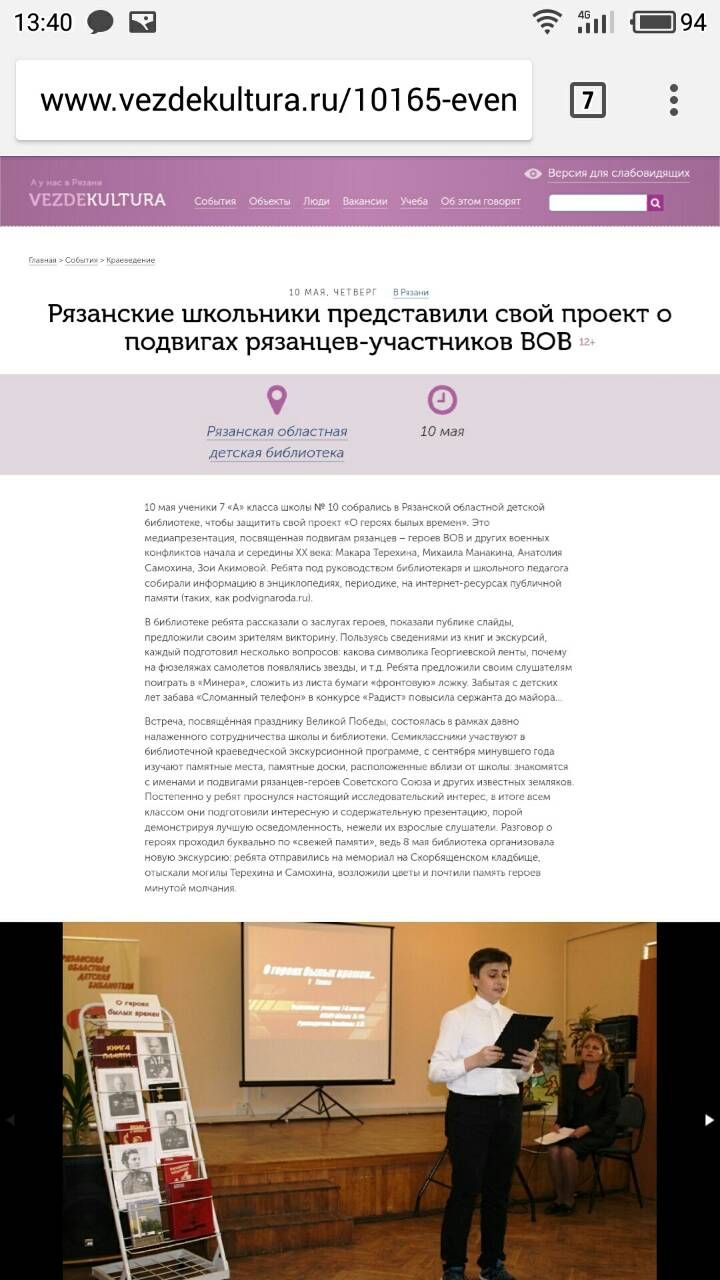 13:40
4G
94
www.vezdekultura.ru/10165-even
7
А у нас в Рязани
VEZDEKULTURA
Версия для слабовидящих
События Объекты Люди Вакансии Учеба Об этом говорят
Главная > События > Краеведение
10 МАЯ, ЧЕТВЕРГ В Рязани
Рязанские школьники представили свой проект о
подвигах рязанцев-участников ВОВ 12+
Рязанская областная
детская библиотека
10 мая
10 мая ученики 7 «А» класса школы № 10 собрались в Рязанской областной детской
библиотеке, чтобы защитить свой проект «О героях былых времен». Это
медиапрезентация, посвященная подвигам рязанцев – героев ВОВ и других военных
конфликтов начала и середины XX века: Макара Терехина, Михаила Манакина, Анатолия
Самохина, Зои Акимовой. Ребята под руководством библиотекаря и школьного педагога
собирали информацию в энциклопедиях, периодике, на интернет-ресурсах публичной
памяти (таких, как podvignaroda.ru).
В библиотеке ребята рассказали о заслугах героев, показали публике слайды,
предложили своим зрителям викторину. Пользуясь сведениями из книг и экскурсий,
каждый подготовил несколько вопросов: какова символика Георгиевской ленты, почему
на фюзеляжах самолетов появлялись звезды, и т.д. Ребята предложили своим слушателям
поиграть в «Минера», сложить из листа бумаги «фронтовую» ложку. Забытая с детских
лет забава «Сломанный телефон» в конкурсе «Радист» повысила сержанта до майора...
Встреча, посвящённая празднику Великой Победы, состоялась в рамках давно
налаженного сотрудничества школы и библиотеки. Семиклассники участвуют в
библиотечной краеведческой экскурсионной программе, с сентября минувшего года
изучают памятные места, памятные доски, расположенные вблизи от школы: знакомятся
с именами и подвигами рязанцев-героев Советского Союза и других известных земляков.
Постепенно у ребят проснулся настоящий исследовательский интерес, в итоге всем
классом они подготовили интересную и содержательную презентацию, порой
демонстрируя лучшую осведомленность, нежели их взрослые слушатели. Разговор о
героях проходил буквально по «свежей памяти», ведь 8 мая библиотека организовала
новую экскурсию: ребята отправились на мемориал на Скорбященском кладбище,
отыскали могилы Терехина и Самохина, возложили цветы и почтили память героев
минутой молчания.
РЯЗАНСКАЯ
ОБЛАСТНАЯ
ДЕТСКАЯ
БИБЛИОТЕКА
О героях былых времен...
О героях
былых времен
КНИГА
ПАМЯТИ